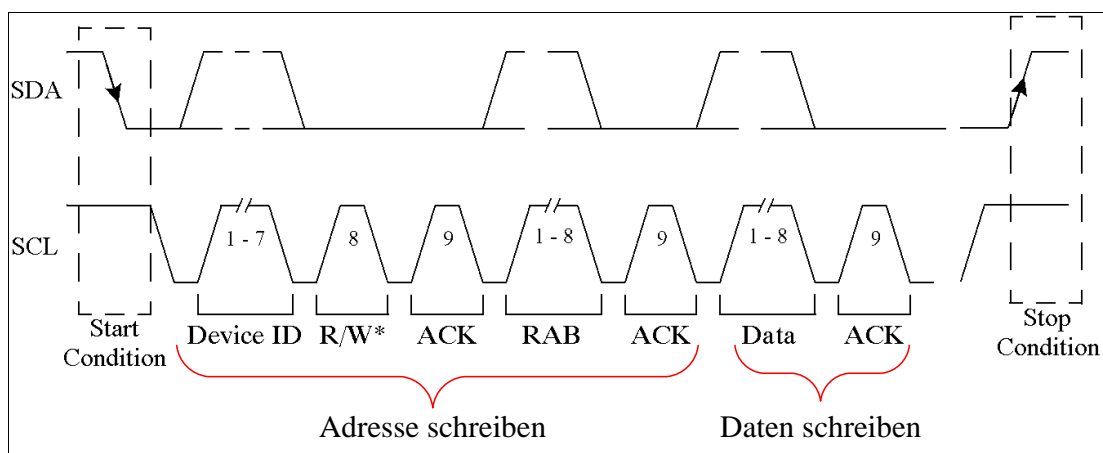 SDA
SCL
1 - 7
8
9
1 - 8
9
1 - 8
9
Start
Condition
Device ID
R/W*
ACK
RAB
ACK
Data
ACK
Stop
Condition
Adresse schreiben
Daten schreiben